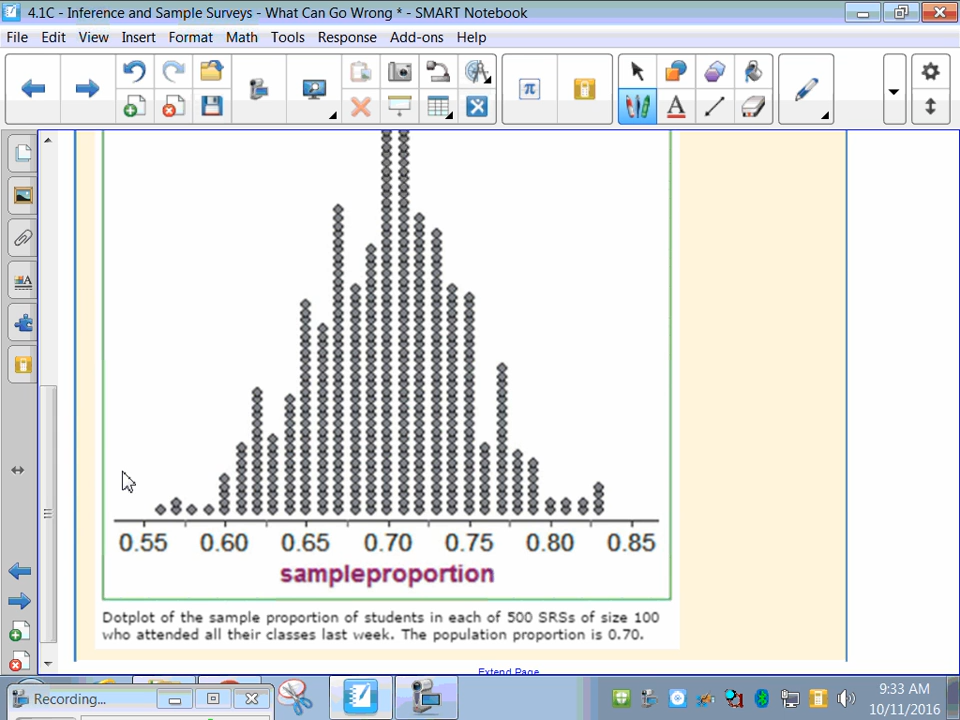 4.1C - Inference and Sample Surveys - What Can Go Wrong * - SMART Notebook
File Edit View Insert Format Math Tools Response Add-ons Help
π
A
0.55 0.60 0.65 0.70 0.75 0.80 0.85
sampleproportion
Dotplot of the sample proportion of students in each of 500 SRSs of size 100
who attended all their classes last week. The population proportion is 0.70.
Extend Page
Recording...
9:33 AM
10/11/2016